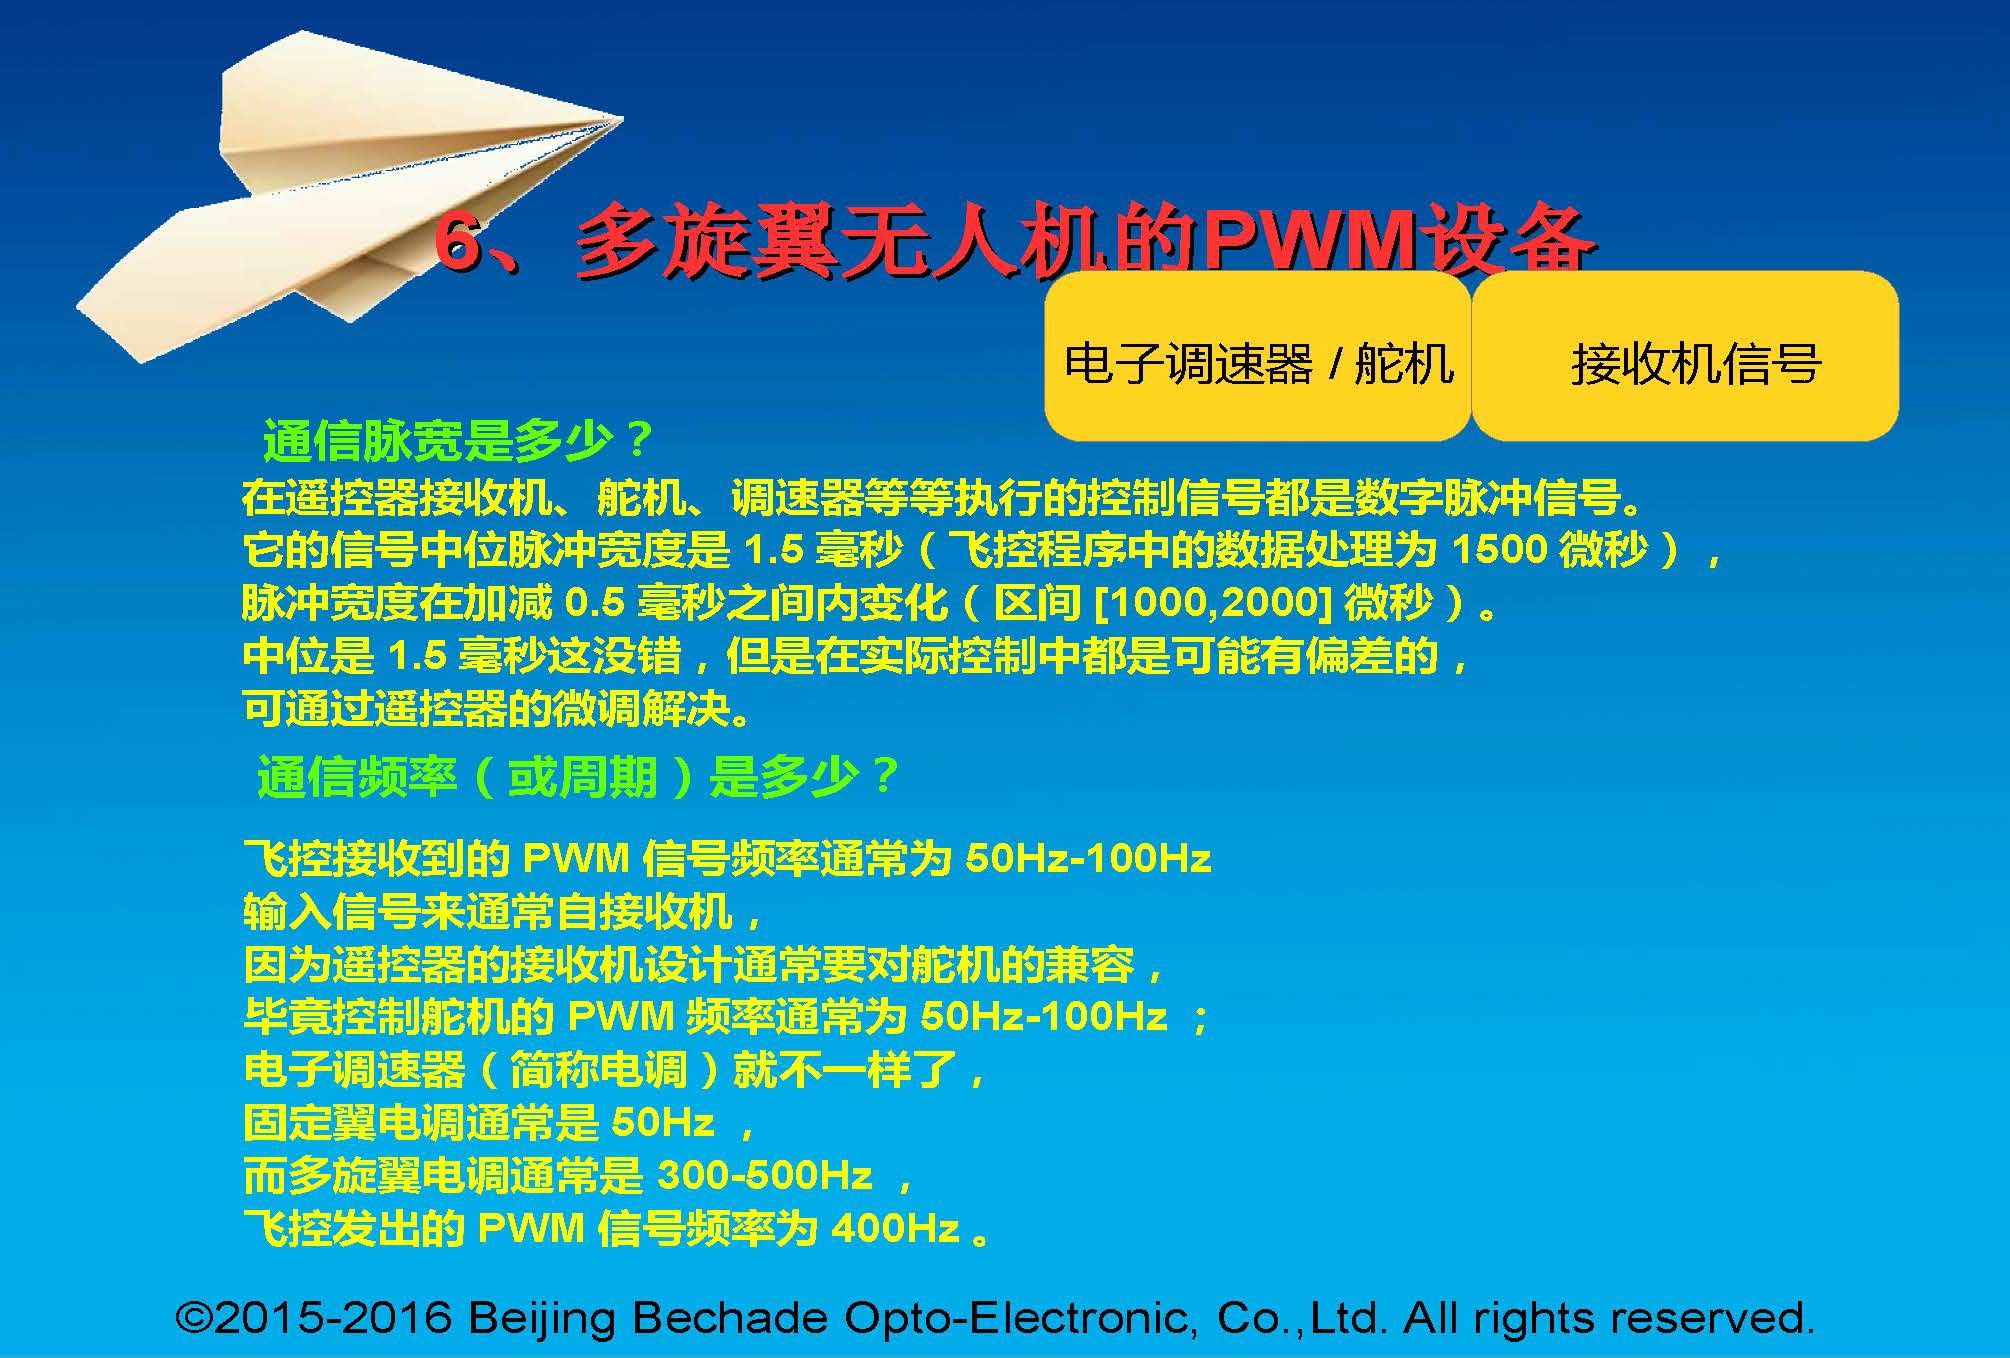 6、多旋翼无人机的PWM设备
电子调速器 / 舵机
接收机信号
通信脉宽是多少？
在遥控器接收机、舵机、调速器等等执行的控制信号都是数字脉冲信号。
它的信号中位脉冲宽度是 1.5 毫秒（飞控程序中的数据处理为 1500 微秒），
脉冲宽度在加减 0.5 毫秒之间内变化（区间 [1000,2000] 微秒）。
中位是 1.5 毫秒这没错，但是在实际控制中都是可能有偏差的，
可通过遥控器的微调解决。
通信频率（或周期）是多少？
飞控接收到的 PWM 信号频率通常为 50Hz-100Hz
输入信号来通常自接收机，
因为遥控器的接收机设计通常要对舵机的兼容，
毕竟控制舵机的 PWM 频率通常为 50Hz-100Hz ；
电子调速器（简称电调）就不一样了，
固定翼电调通常是 50Hz ，
而多旋翼电调通常是 300-500Hz ，
飞控发出的 PWM 信号频率为 400Hz 。
©2015-2016 Beijing Bechade Opto-Electronic, Co.,Ltd. All rights reserved.